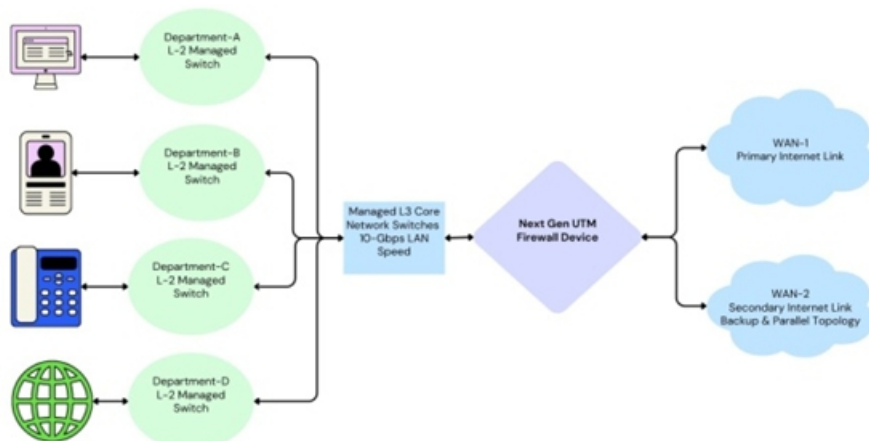 Department-A
L-2 Managed
Switch
Department-B
L-2 Managed
Switch
Department-C
L-2 Managed
Switch
Department-D
L-2 Managed
Switch
Managed L3 Core
Network Switches
10-Gbps LAN
Speed
Next Gen UTM
Firewall Device
WAN-1
Primary Internet Link
WAN-2
Secondary Internet Link
Backup & Parallel Topology